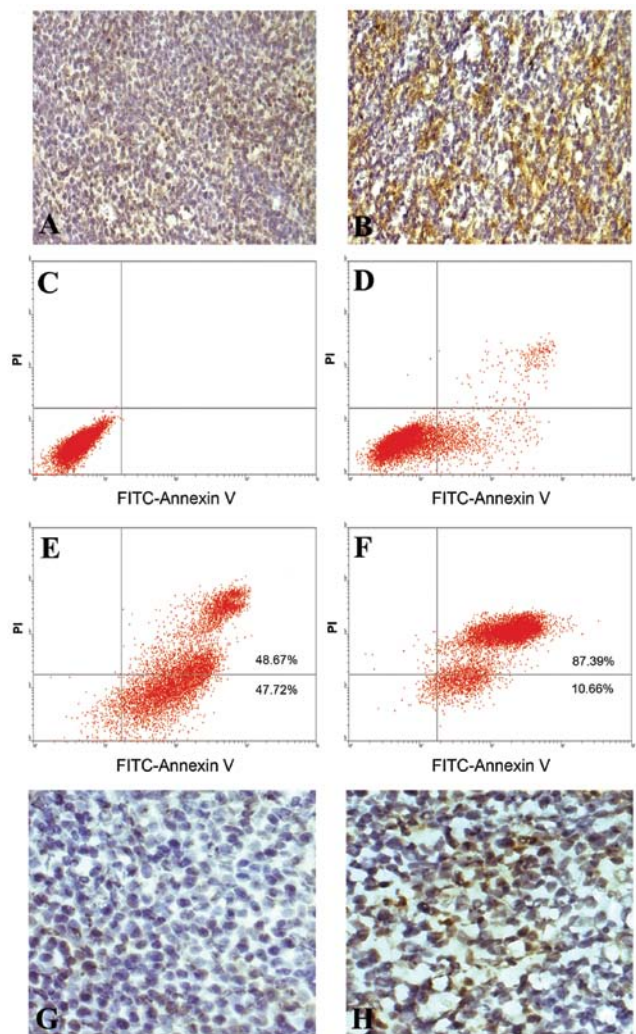 A
B
C
PI
FITC-Annexin V
D
PI
FITC-Annexin V
E
PI
48.67%
47.72%
FITC-Annexin V
F
PI
87.39%
10.66%
FITC-Annexin V
G
H